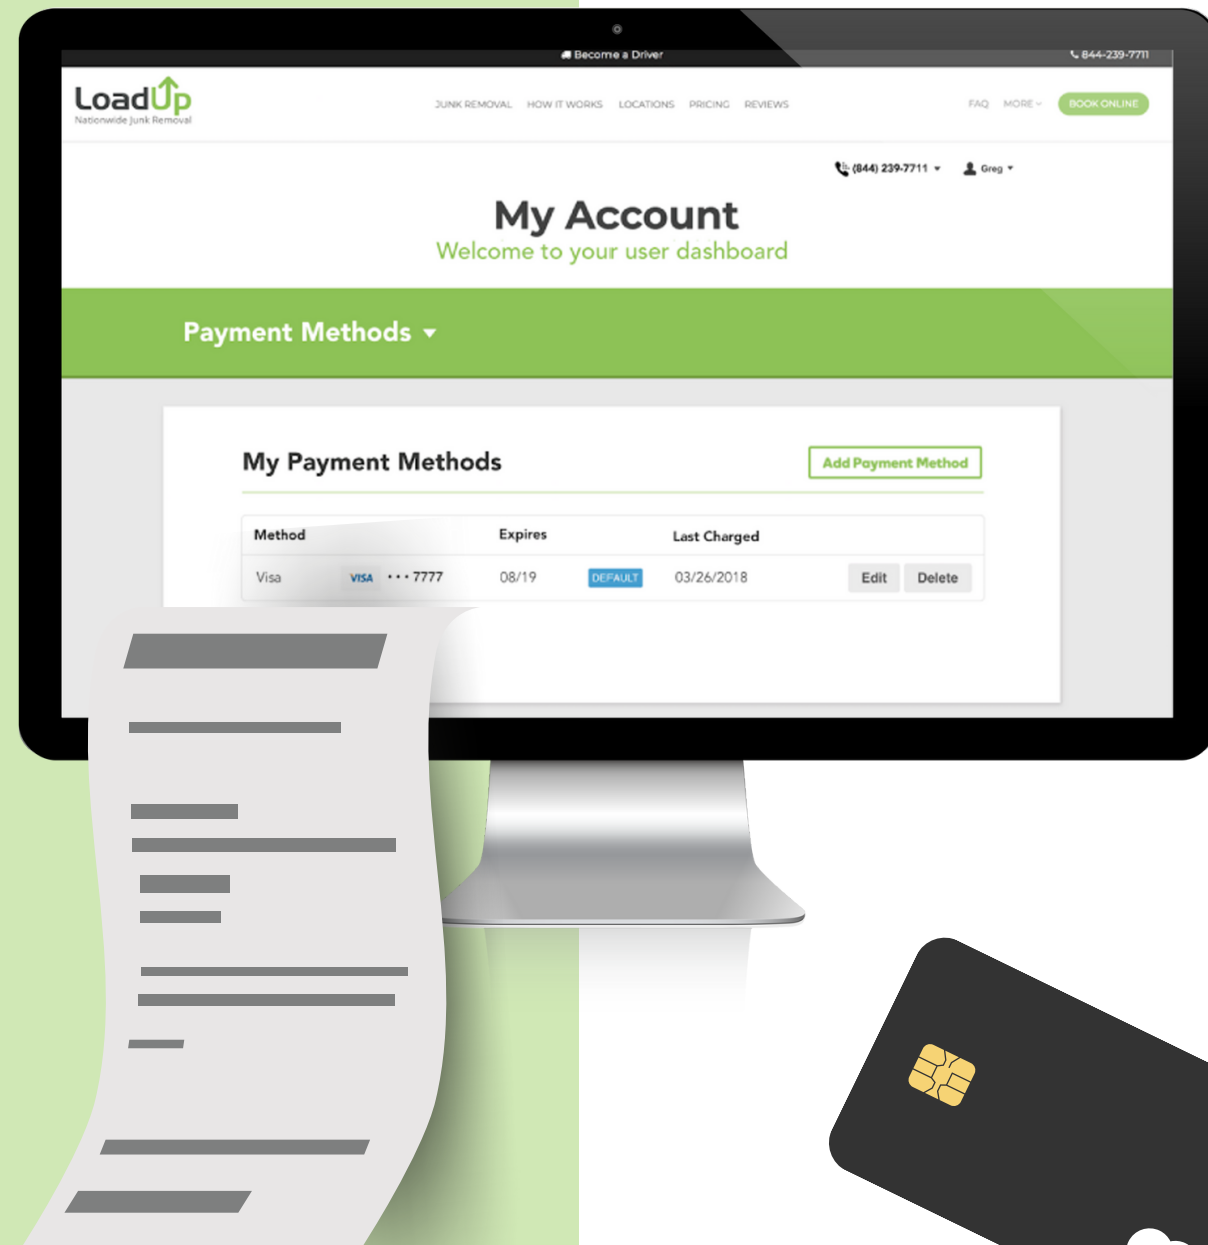 Become a Driver
844-239-7711
LoadUp
Nationwide Junk Removal
JUNK REMOVAL HOW IT WORKS LOCATIONS PRICING REVIEWS
FAQ MORE BOOK ONLINE
(844) 239-7711 Greg
My Account
Welcome to your user dashboard
Payment Methods
My Payment Methods
Add Payment Method
Method Expires Last Charged
Visa VISA ••• 7777 08/19 DEFAULT 03/26/2018 Edit Delete